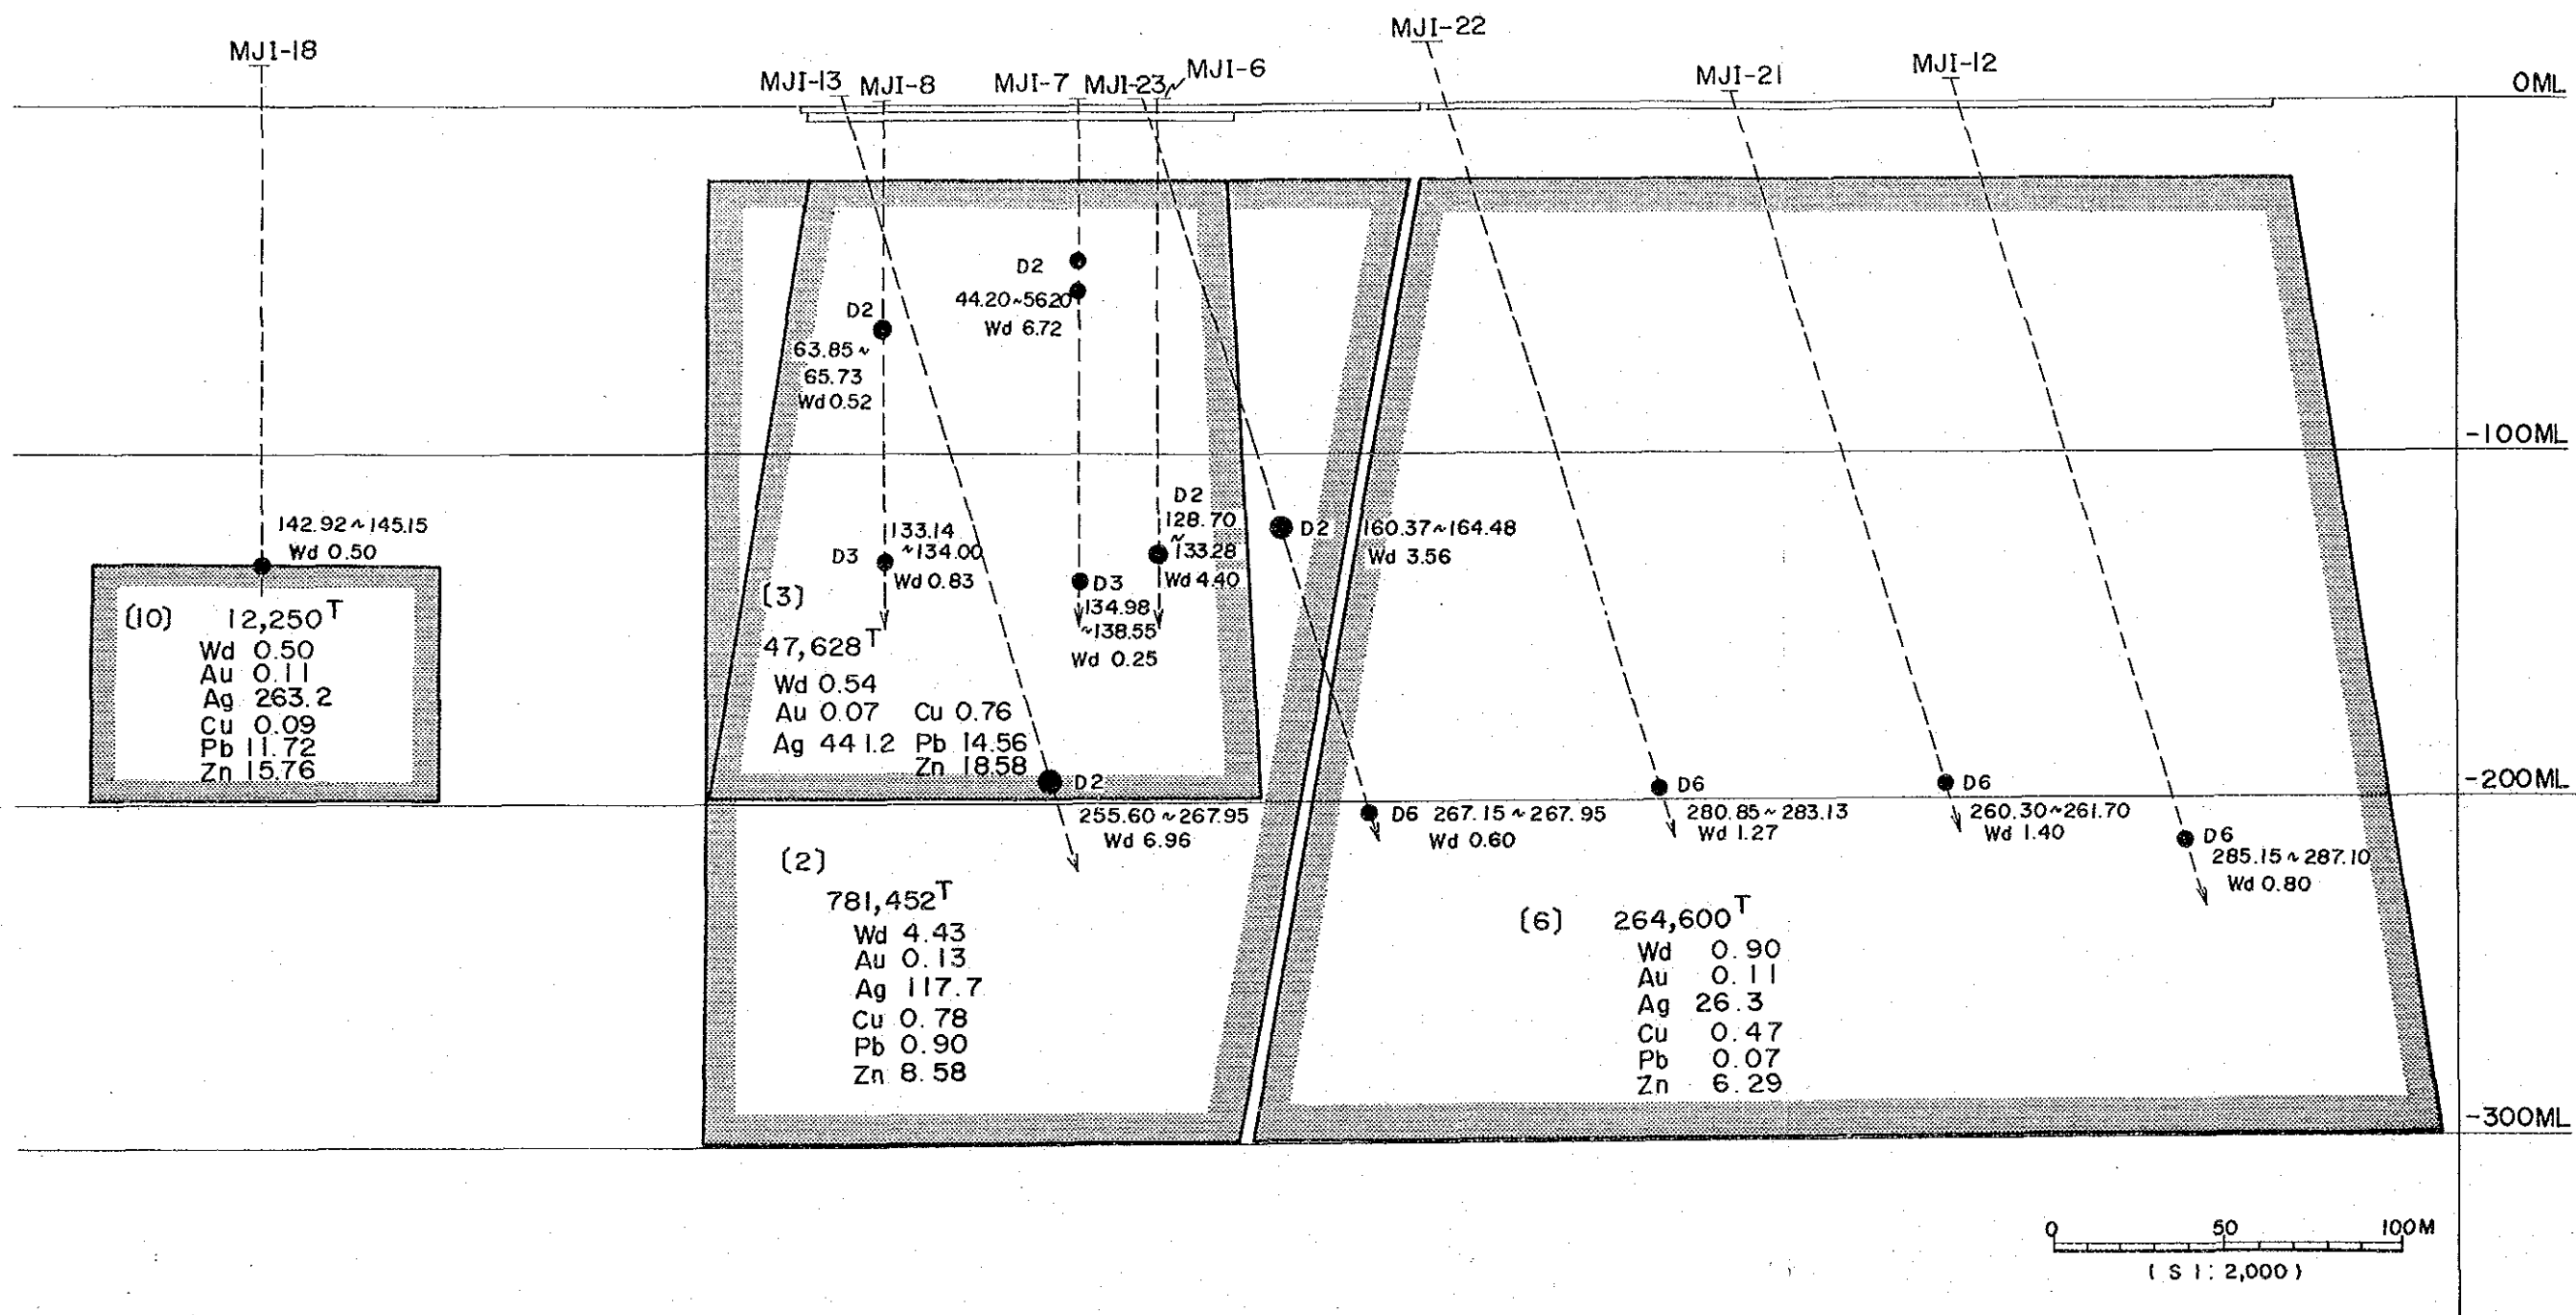 MJI-18
MJI-13
MJI-8
MJI-7
MJI-23
MJI-6
MJI-22
MJI-21
MJI-12
0ML
-100ML
-200ML
-300ML
142.92~145.15
Wd 0.50
(10) 12,250T
Wd 0.50
Au 0.11
Ag 263.2
Cu 0.09
Pb 11.72
Zn 15.76
D2
63.85~
65.73
Wd 0.52
D3
133.14
~134.00
Wd 0.83
D2
44.20~56.20
Wd 6.72
D3
134.98
~138.55
Wd 0.25
D2
128.70
~
133.28
Wd 4.40
D2 160.37~164.48
Wd 3.56
(3)
47,628T
Wd 0.54
Au 0.07 Cu 0.76
Ag 441.2 Pb 14.56
Zn 18.58
D2
255.60~267.95
Wd 6.96
(2)
781,452T
Wd 4.43
Au 0.13
Ag 117.7
Cu 0.78
Pb 0.90
Zn 8.58
D6 267.15~267.95
Wd 0.60
D6
280.85~283.13
Wd 1.27
D6
260.30~261.70
Wd 1.40
D6
285.15~287.10
Wd 0.80
(6) 264,600T
Wd 0.90
Au 0.11
Ag 26.3
Cu 0.47
Pb 0.07
Zn 6.29
0 50 100M
(S 1:2,000)